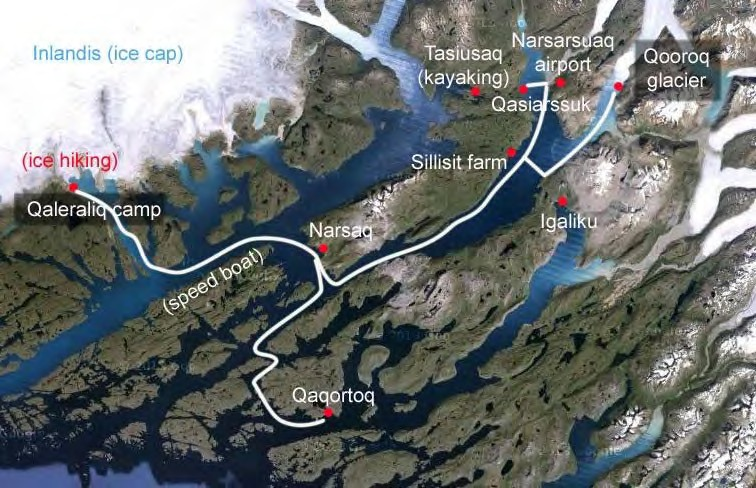 Inlandis (ice cap)
Tasiusaq
(kayaking)
Narsarsuaq
airport
Qooroq
glacier
Qasiarssuk
(ice hiking)
Sillisit farm
Qaleraliq camp
Igaliku
Narsaq
(speed boat)
Qaqortoq